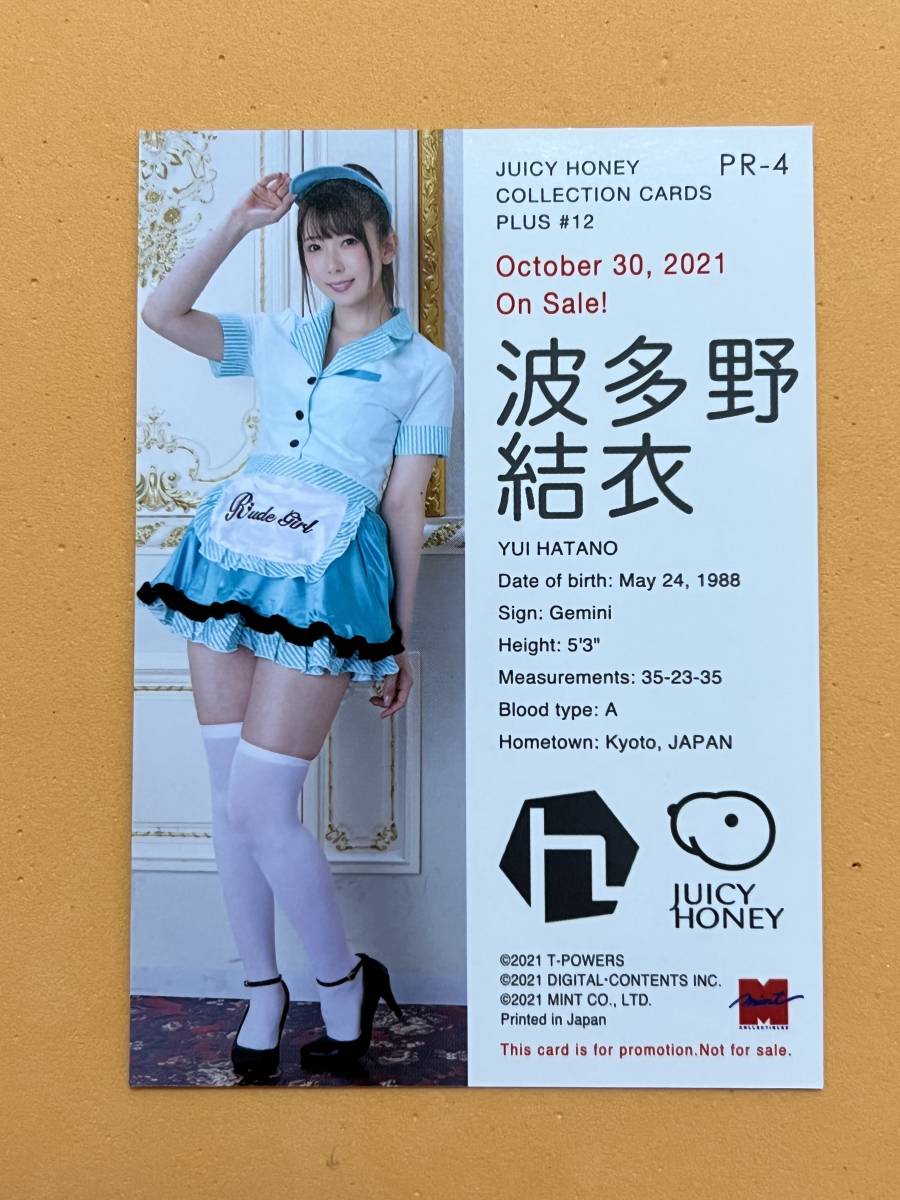 R'ude Girl
JUICY HONEY
COLLECTION CARDS
PLUS #12
PR-4
October 30, 2021
On Sale!
波多野
結衣
YUI HATANO
Date of birth: May 24, 1988
Sign: Gemini
Height: 5'3"
Measurements: 35-23-35
Blood type: A
Hometown: Kyoto, JAPAN
JUICY
HONEY
©2021 T-POWERS
©2021 DIGITAL·CONTENTS INC.
©2021 MINT CO., LTD.
Printed in Japan
mint
COLLECTIBLES
This card is for promotion.Not for sale.